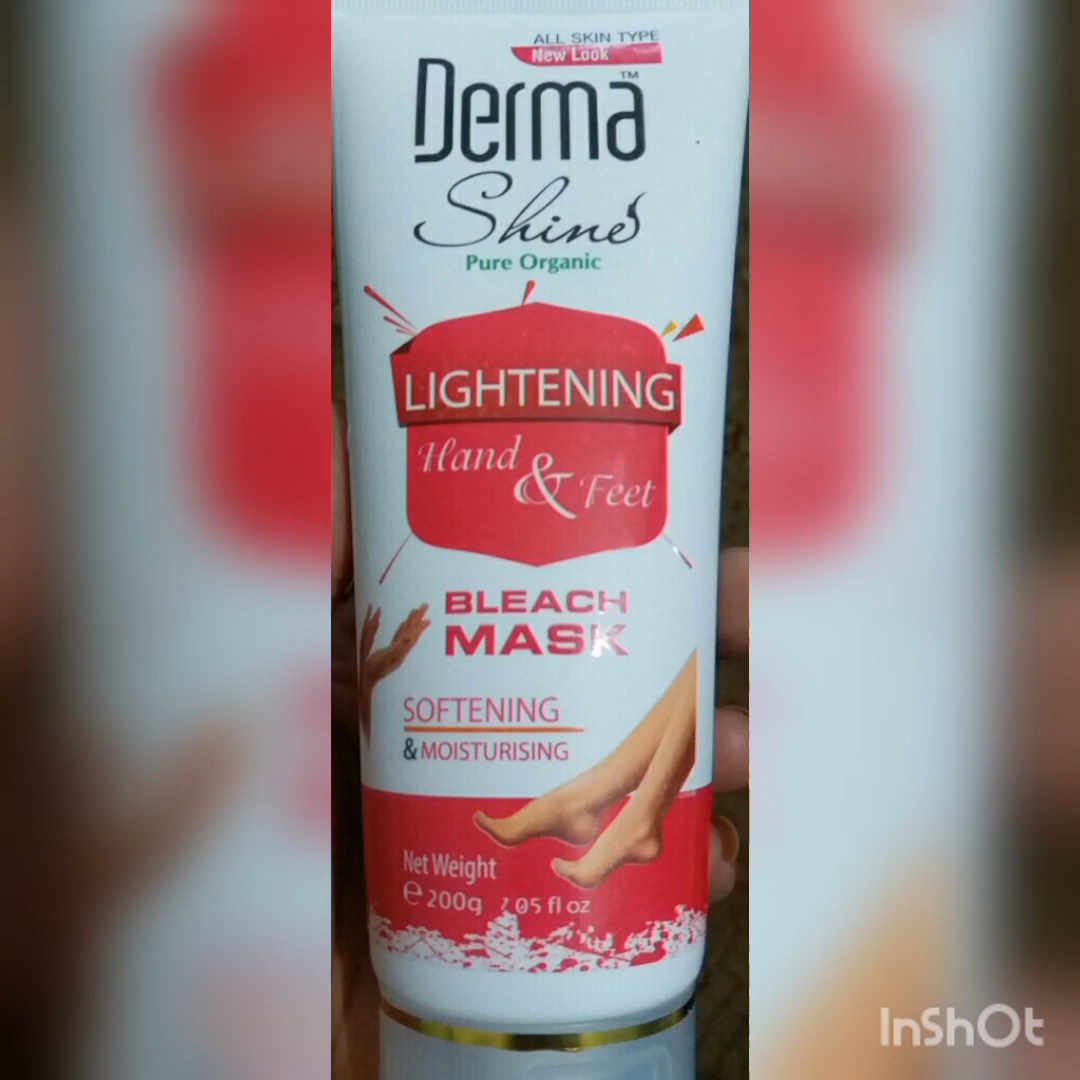 ALL SKIN TYPE
New Look
Derma™
Shine
Pure Organic
LIGHTENING
Hand & Feet
BLEACH
MASK
SOFTENING
& MOISTURISING
Net Weight
℮ 200g 7.05 fl oz
InShOt